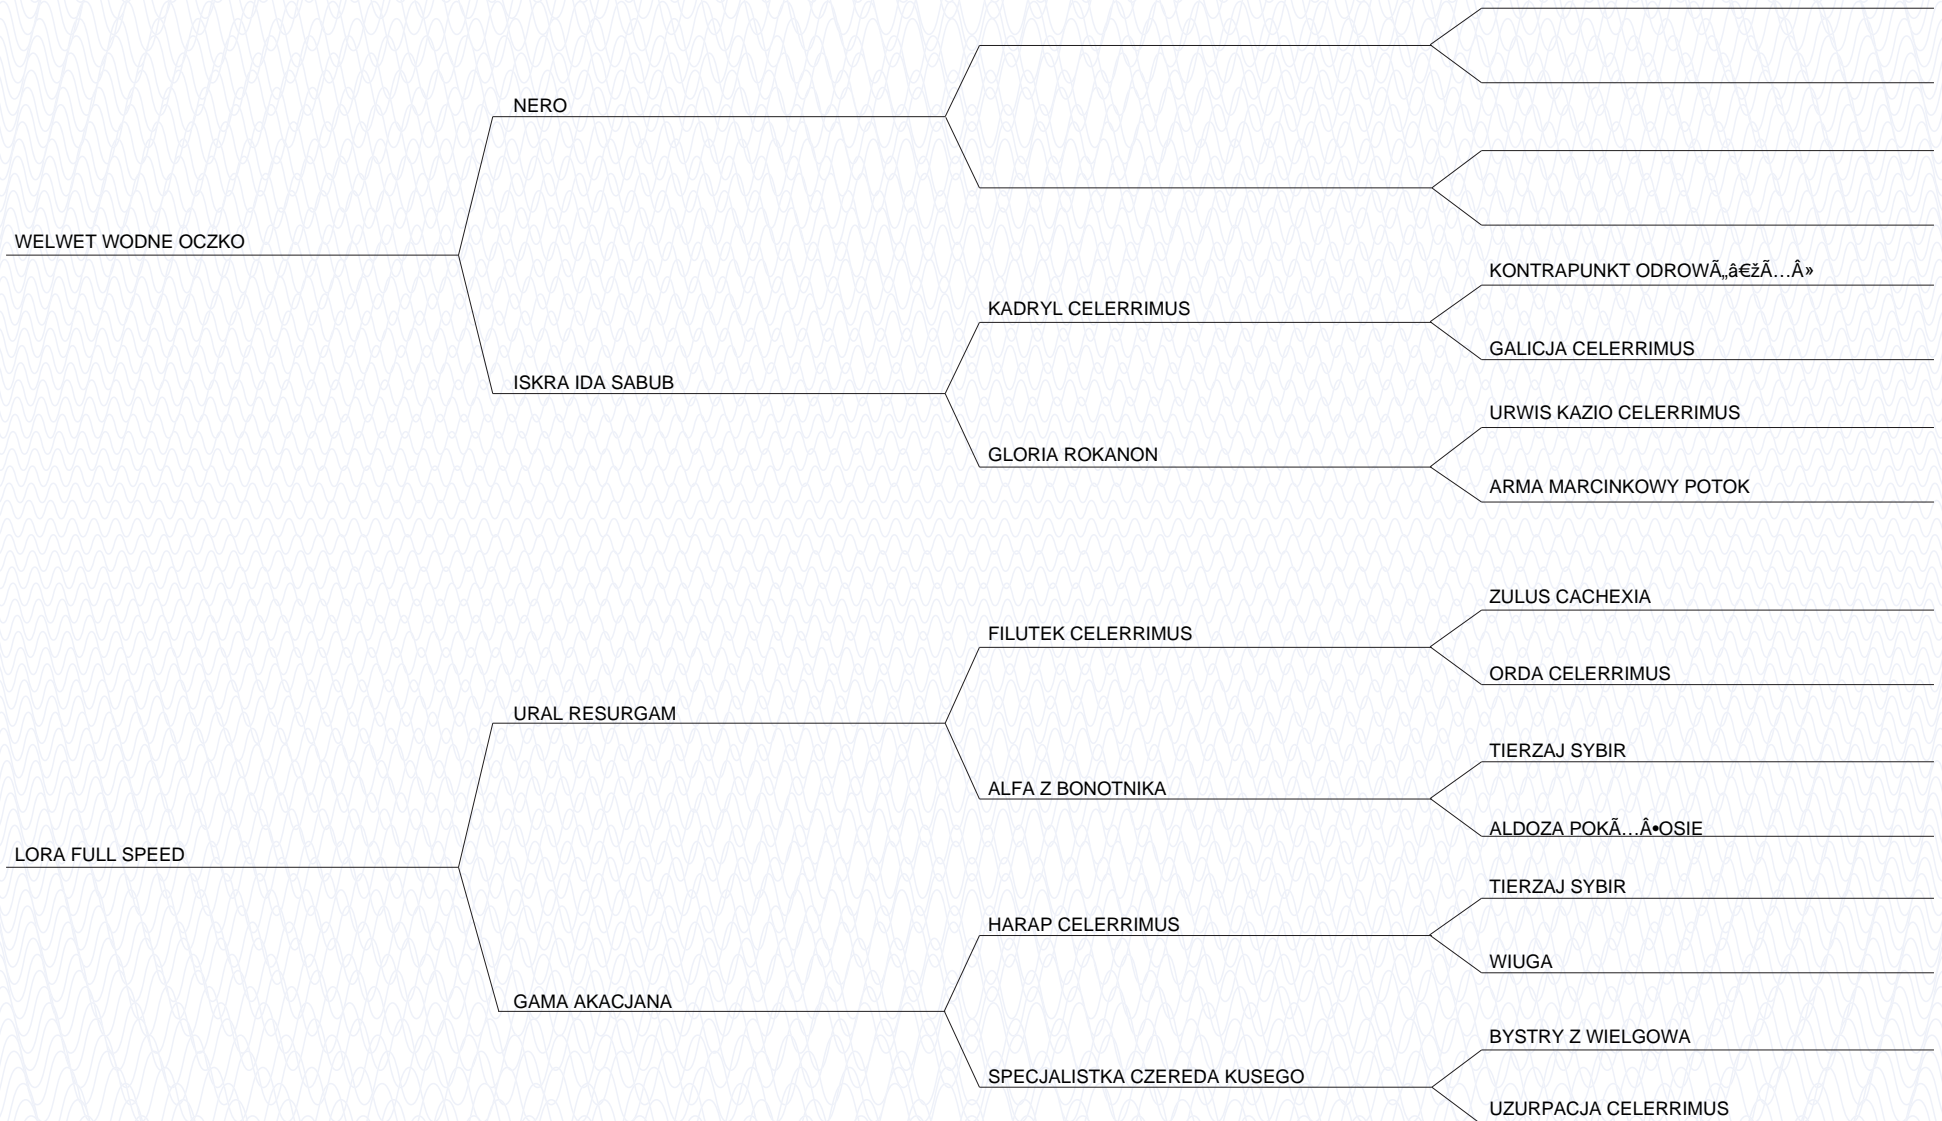 NERO
WELWET WODNE OCZKO
KONTRAPUNKT ODROWÃ„â€žÃ…Â»
KADRYL CELERRIMUS
GALICJA CELERRIMUS
ISKRA IDA SABUB
URWIS KAZIO CELERRIMUS
GLORIA ROKANON
ARMA MARCINKOWY POTOK
ZULUS CACHEXIA
FILUTEK CELERRIMUS
ORDA CELERRIMUS
URAL RESURGAM
TIERZAJ SYBIR
ALFA Z BONOTNIKA
ALDOZA POKÃ…Â•OSIE
LORA FULL SPEED
TIERZAJ SYBIR
HARAP CELERRIMUS
WIUGA
GAMA AKACJANA
BYSTRY Z WIELGOWA
SPECJALISTKA CZEREDA KUSEGO
UZURPACJA CELERRIMUS